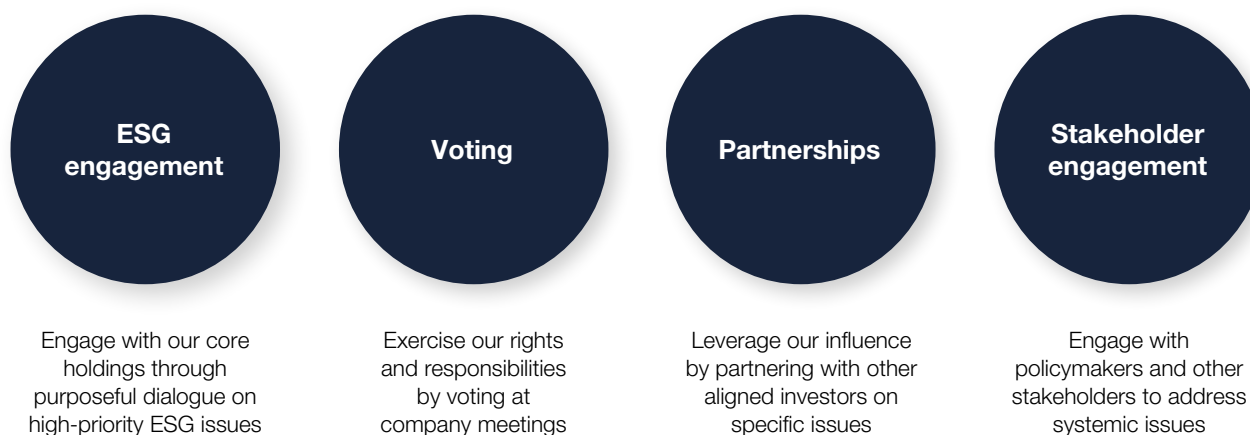 ESG
engagement
Engage with our core
holdings through
purposeful dialogue on
high-priority ESG issues
Voting
Exercise our rights
and responsibilities
by voting at
company meetings
Partnerships
Leverage our influence
by partnering with other
aligned investors on
specific issues
Stakeholder
engagement
Engage with
policymakers and other
stakeholders to address
systemic issues